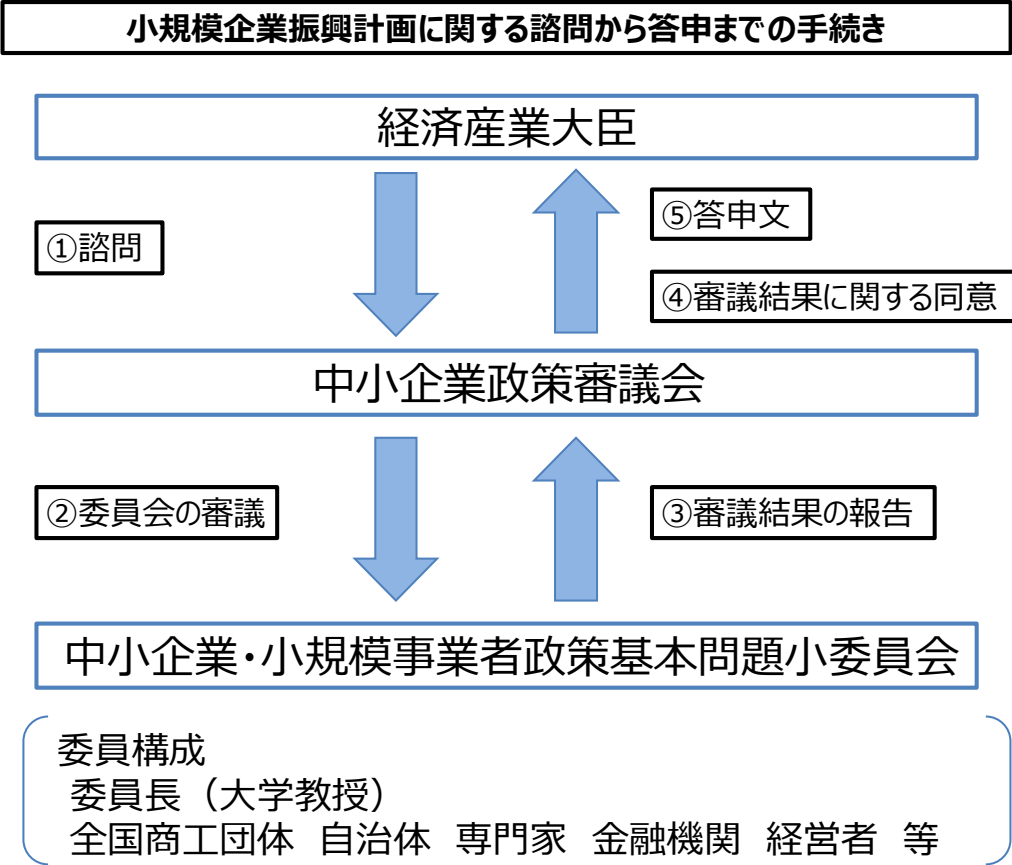 小規模企業振興計画に関する諮問から答申までの手続き
経済産業大臣
①諮問
⑤答申文
④審議結果に関する同意
中小企業政策審議会
②委員会の審議
③審議結果の報告
中小企業・小規模事業者政策基本問題小委員会
委員構成
委員長（大学教授）
全国商工団体　自治体　専門家　金融機関　経営者　等